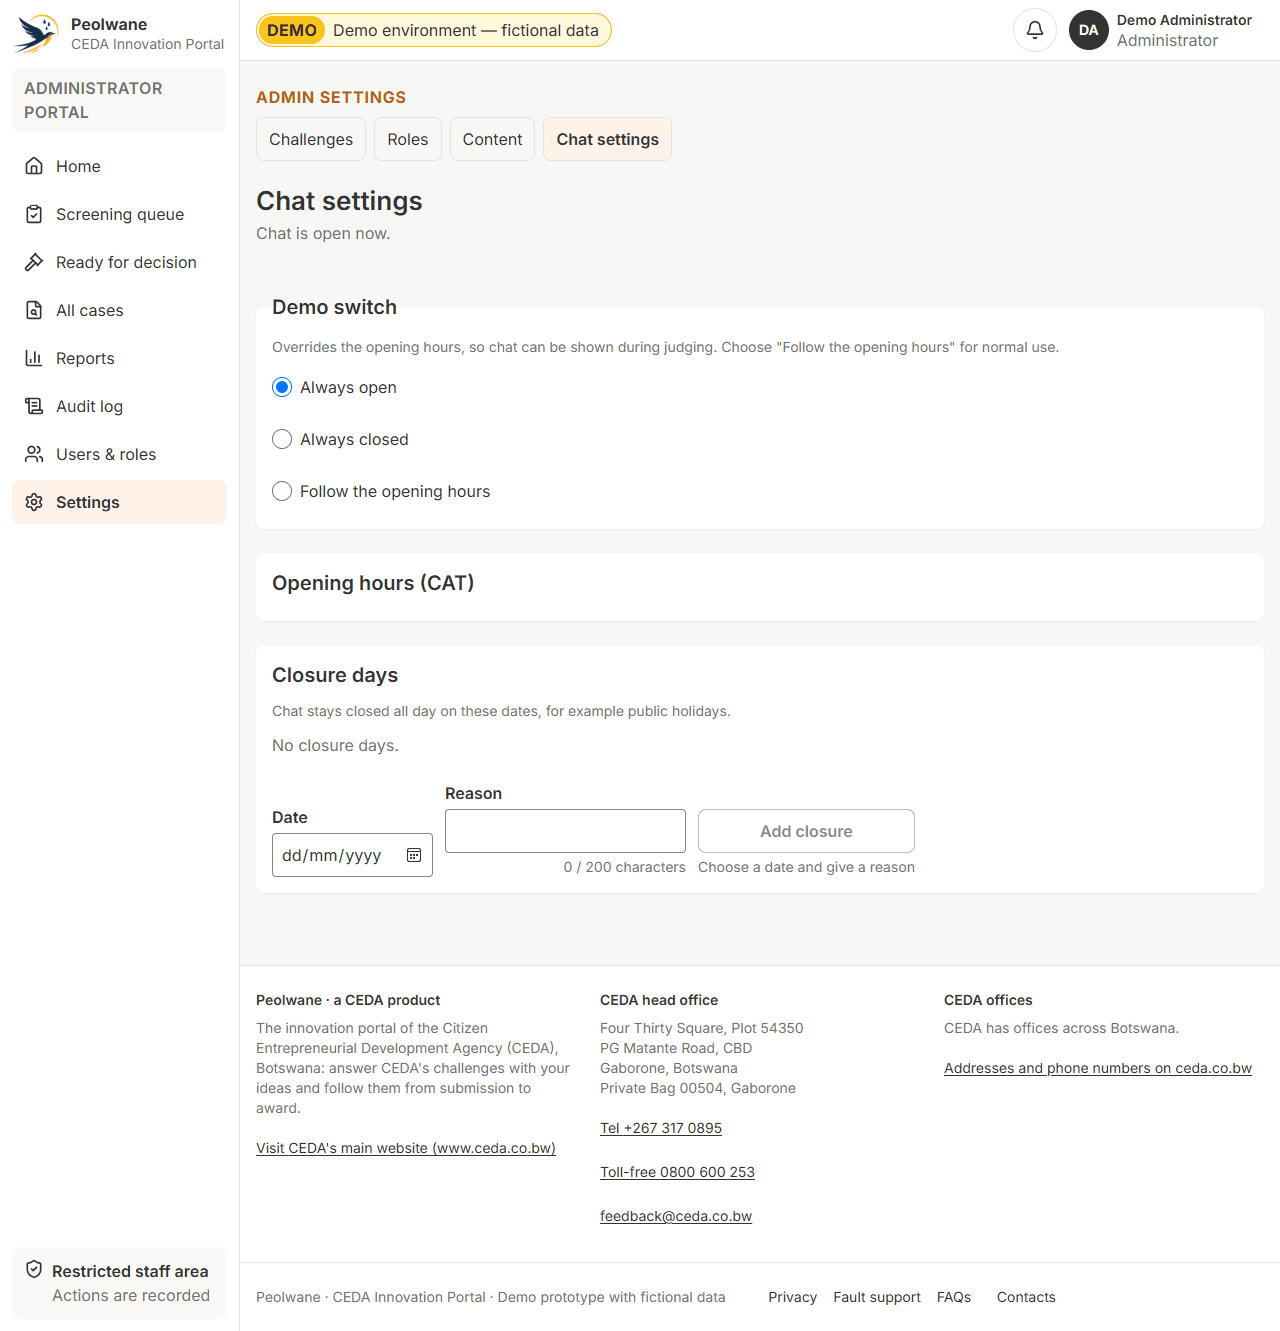 Peolwane
CEDA Innovation Portal
ADMINISTRATOR
PORTAL
Home
Screening queue
Ready for decision
All cases
Reports
Audit log
Users & roles
Settings
Restricted staff area
Actions are recorded
DEMO Demo environment — fictional data
DA
Demo Administrator
Administrator
ADMIN SETTINGS
Challenges Roles Content Chat settings
Chat settings
Chat is open now.
Demo switch
Overrides the opening hours, so chat can be shown during judging. Choose "Follow the opening hours" for normal use.
Always open
Always closed
Follow the opening hours
Opening hours (CAT)
Closure days
Chat stays closed all day on these dates, for example public holidays.
No closure days.
Date
dd/mm/yyyy
Reason
0 / 200 characters
Add closure
Choose a date and give a reason
Peolwane · a CEDA product
The innovation portal of the Citizen
Entrepreneurial Development Agency (CEDA),
Botswana: answer CEDA's challenges with your
ideas and follow them from submission to
award.
Visit CEDA's main website (www.ceda.co.bw)
CEDA head office
Four Thirty Square, Plot 54350
PG Matante Road, CBD
Gaborone, Botswana
Private Bag 00504, Gaborone
Tel +267 317 0895
Toll-free 0800 600 253
feedback@ceda.co.bw
CEDA offices
CEDA has offices across Botswana.
Addresses and phone numbers on ceda.co.bw
Peolwane · CEDA Innovation Portal · Demo prototype with fictional data
Privacy Fault support FAQs Contacts